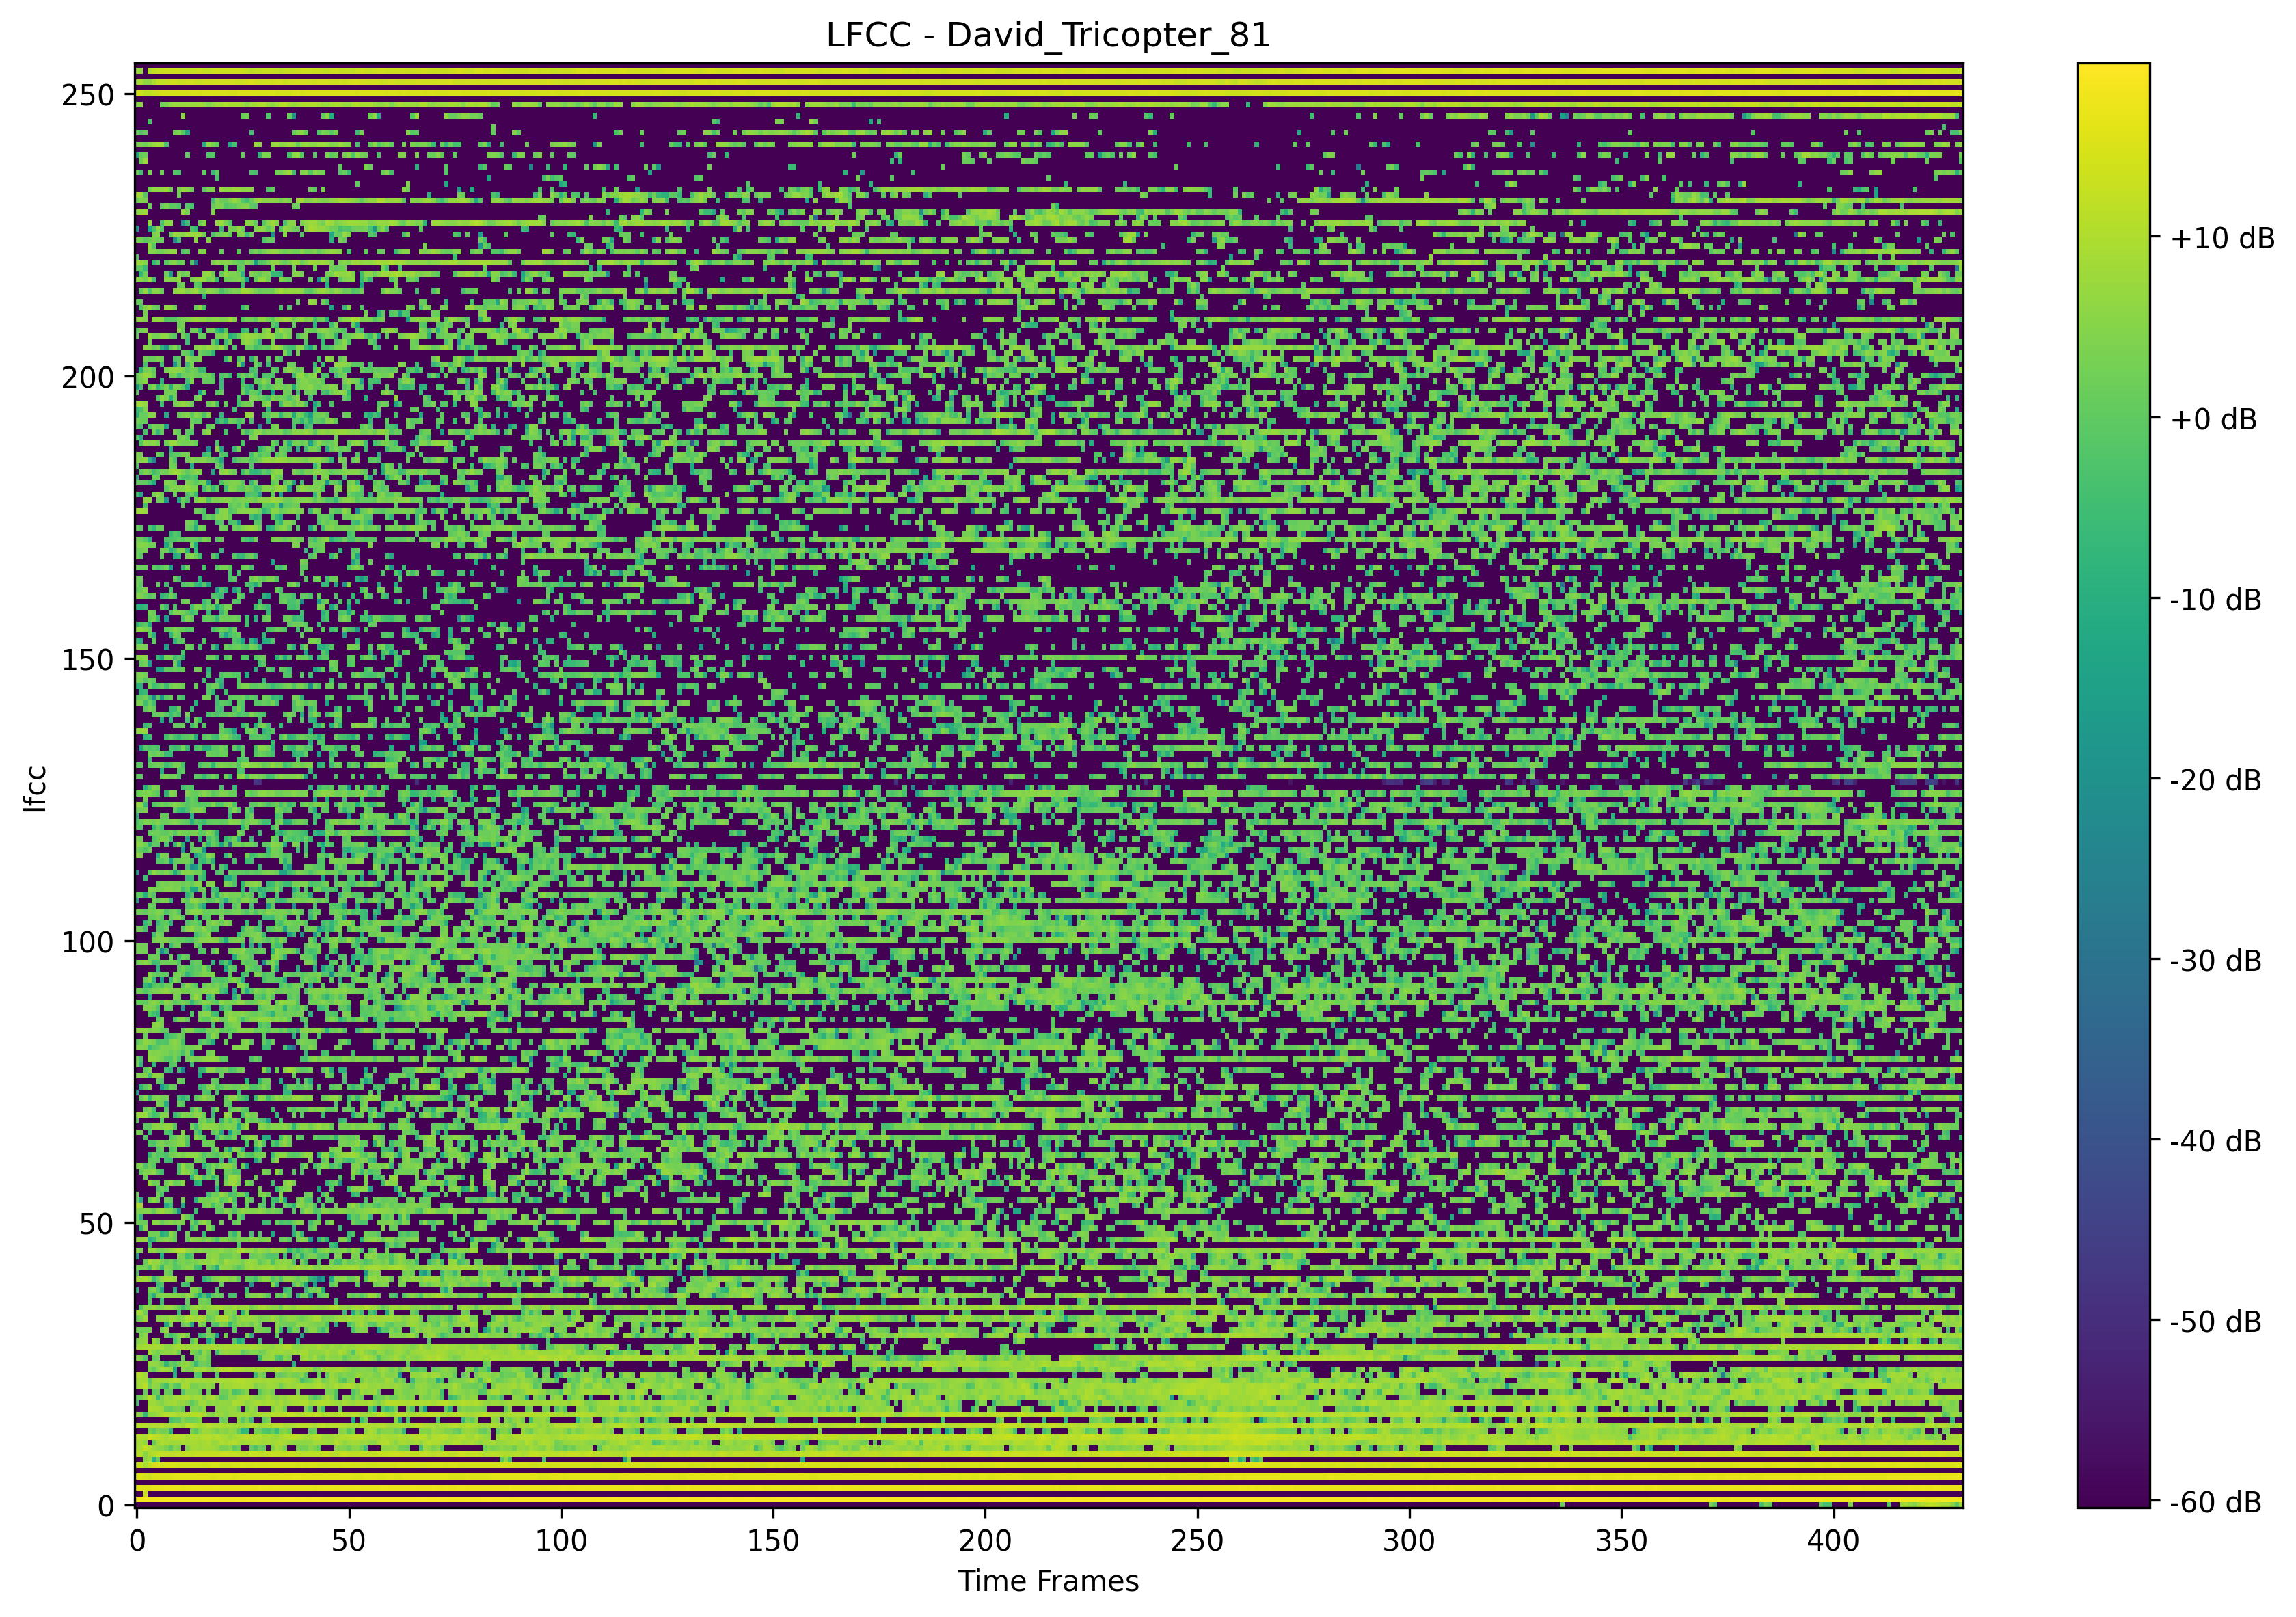 LFCC - David_Tricopter_81
250
200
150
100
50
0
lfcc
0 50 100 150 200 250 300 350 400
Time Frames
+10 dB
+0 dB
-10 dB
-20 dB
-30 dB
-40 dB
-50 dB
-60 dB